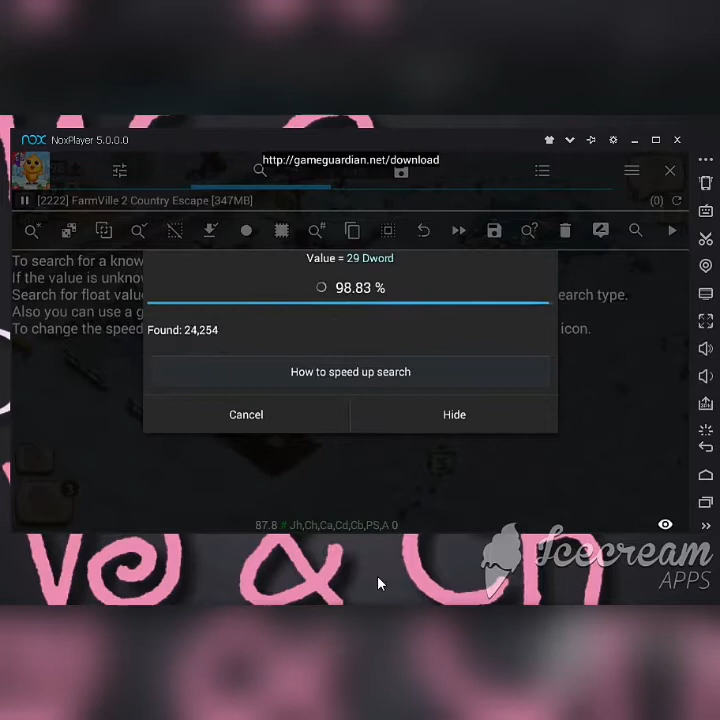 nox NoxPlayer 5.0.0.0
http://gameguardian.net/download
[2222] FarmVille 2 Country Escape [347MB]
(0)
Value = 29 Dword
To search for a know
If the value is unknow
98.83 %
Search for float valu
earch type.
Also you can use a g
To change the speed
icon.
Found: 24,254
How to speed up search
Cancel
Hide
3
87.8 # Jh,Ch,Ca,Cd,Cb,PS,A 0
Icecream
APPS